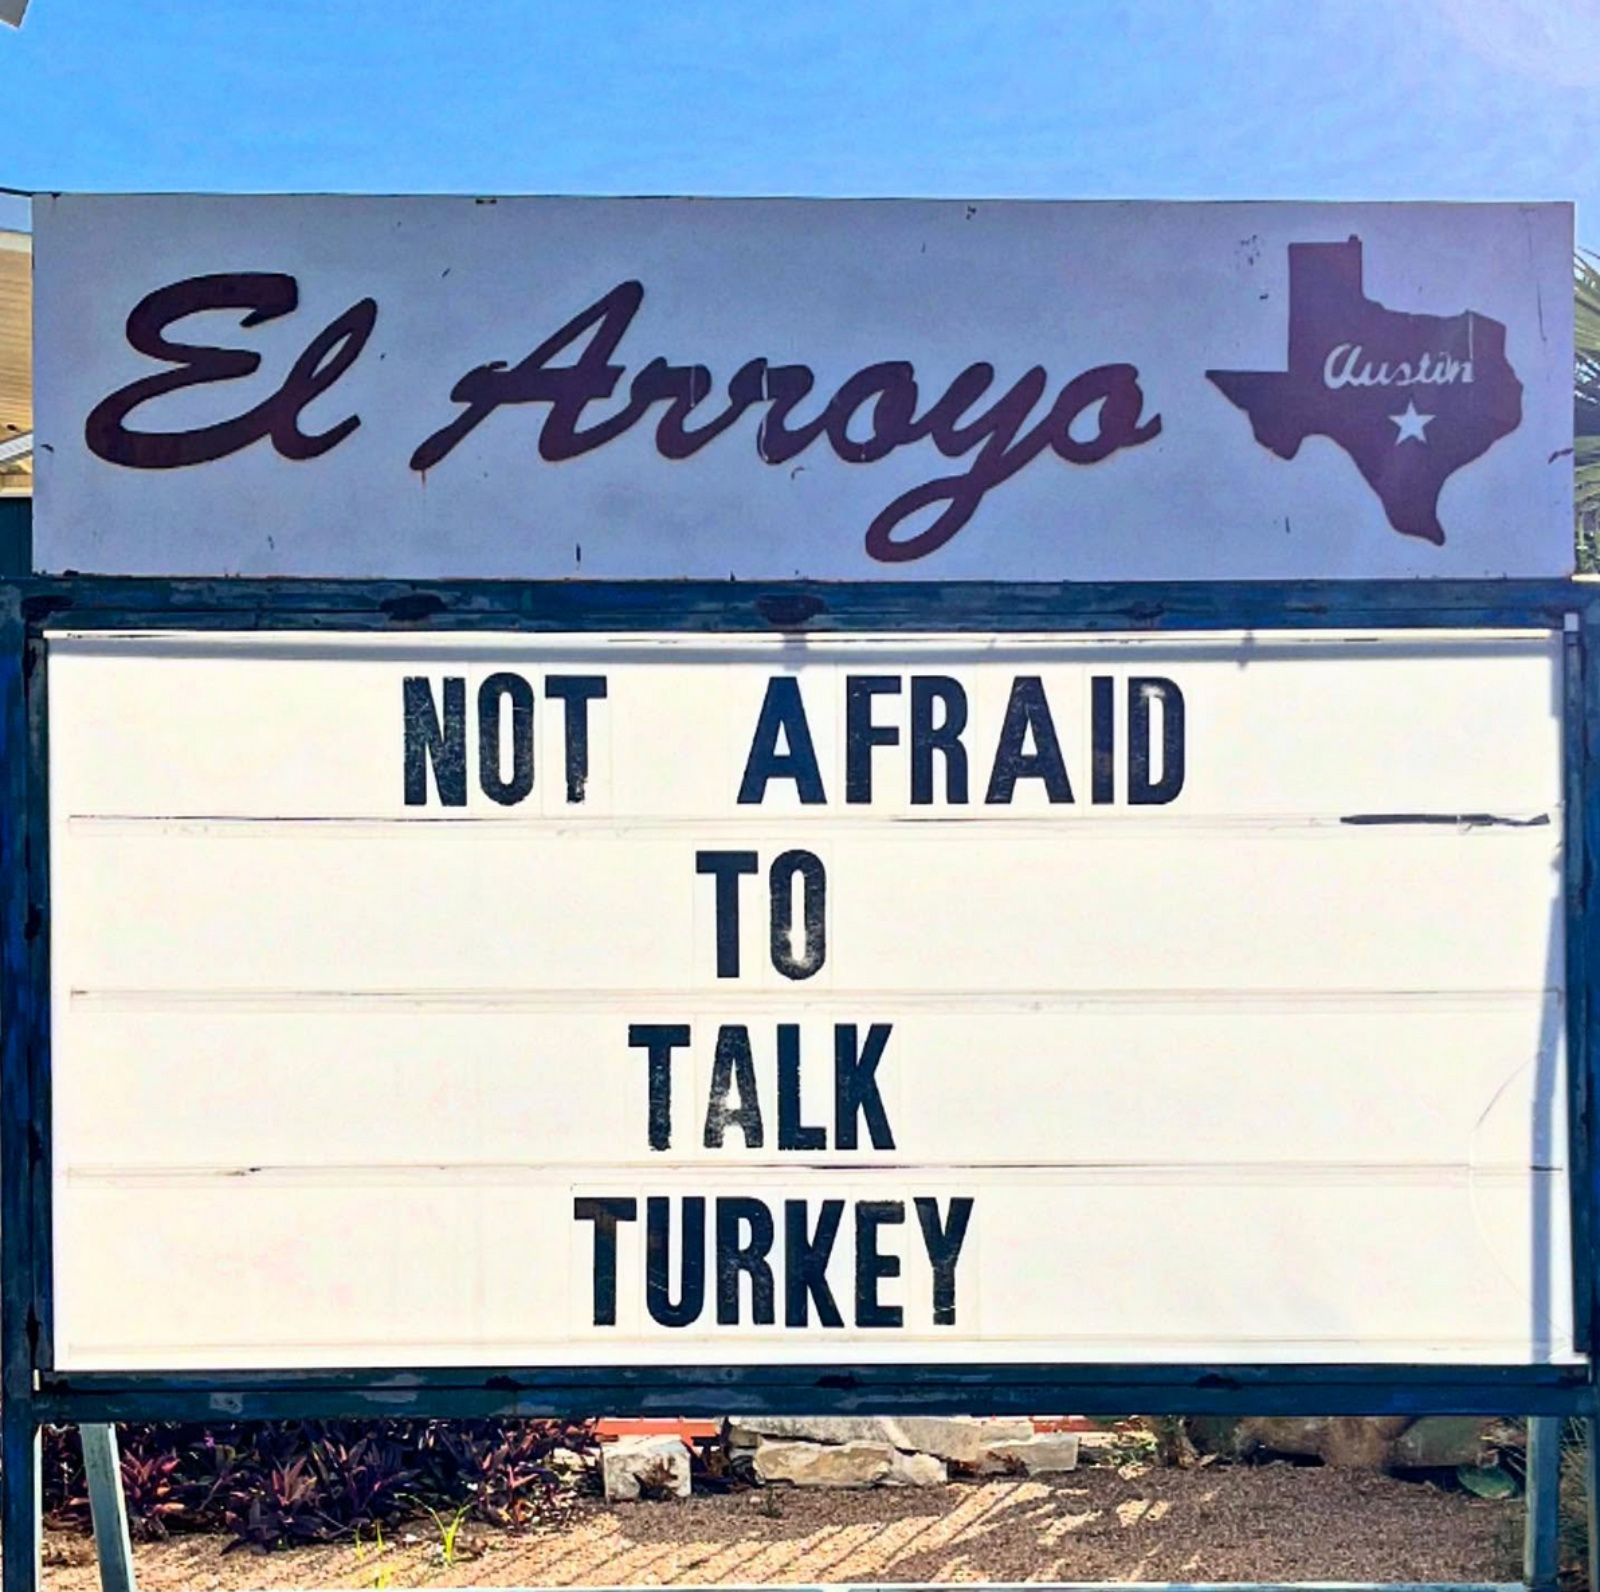 El Arroyo
Austin
NOT AFRAID
TO
TALK
TURKEY